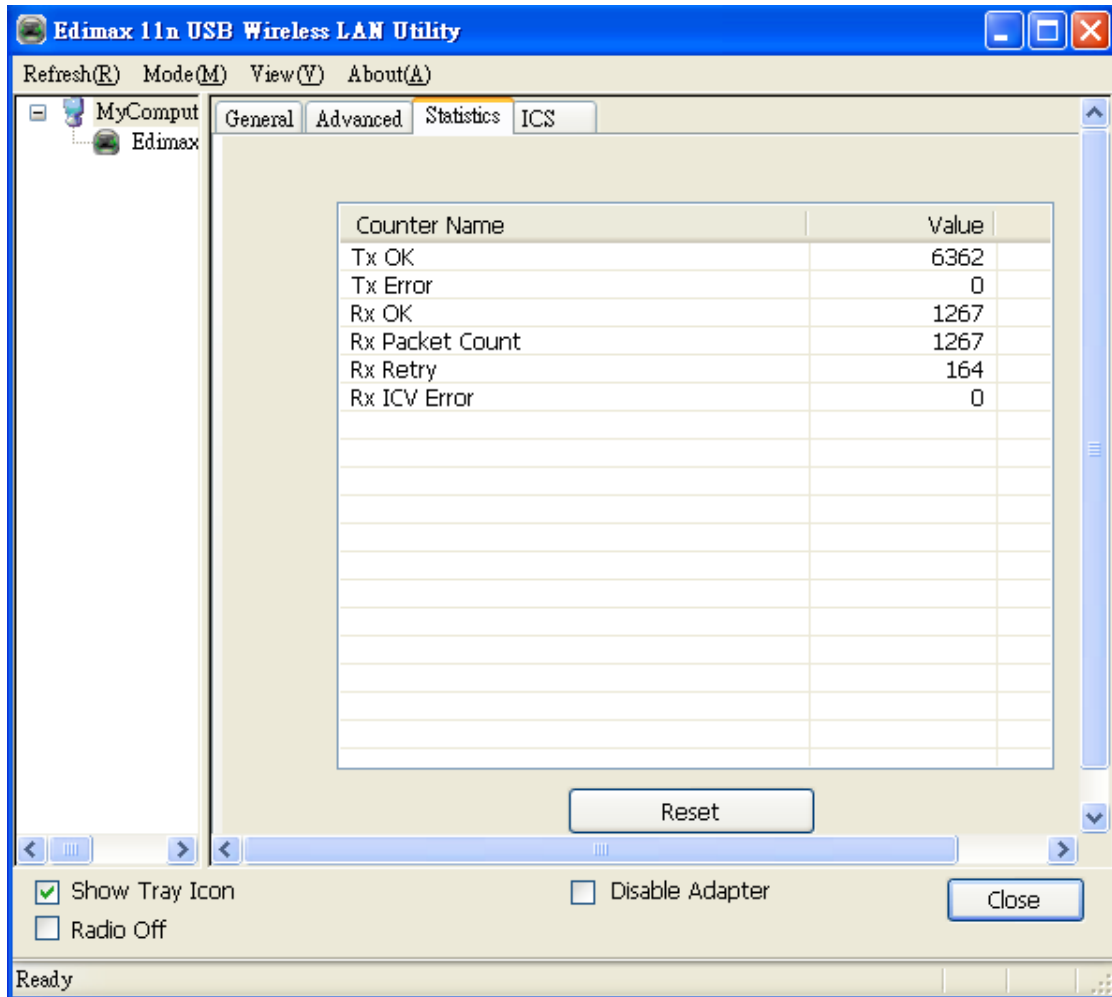 Edimax 11n USB Wireless LAN Utility
Refresh(R) Mode(M) View(V) About(A)
MyComput
Edimax
General Advanced Statistics ICS
Counter Name Value
Tx OK 6362
Tx Error 0
Rx OK 1267
Rx Packet Count 1267
Rx Retry 164
Rx ICV Error 0
Reset
Show Tray Icon Disable Adapter Close
Radio Off
Ready